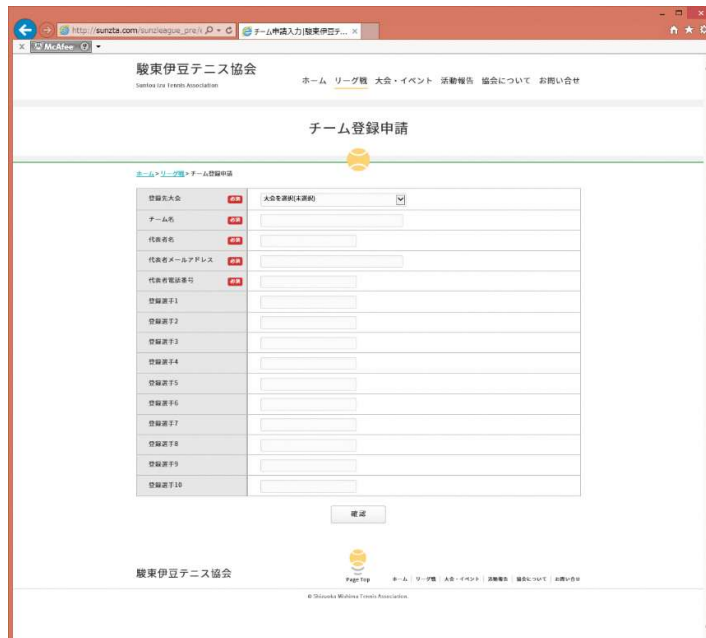 http://sunzta.com/sunzleague_pre/
チーム申請入力|駿東伊豆テ... ×
x McAfee
駿東伊豆テニス協会
Suntou Izu Tennis Association
ホーム リーグ戦 大会・イベント 活動報告 協会について お問い合せ
チーム登録申請
ホーム > リーグ戦 > チーム登録申請
登録先大会 必須 大会を選択(未選択)
チーム名 必須
代表者名 必須
代表者メールアドレス 必須
代表者電話番号 必須
登録選手1
登録選手2
登録選手3
登録選手4
登録選手5
登録選手6
登録選手7
登録選手8
登録選手9
登録選手10
確認
駿東伊豆テニス協会
Page Top
ホーム | リーグ戦 | 大会・イベント | 活動報告 | 協会について | お問い合せ
© Shizuoka Mishima Tennis Association